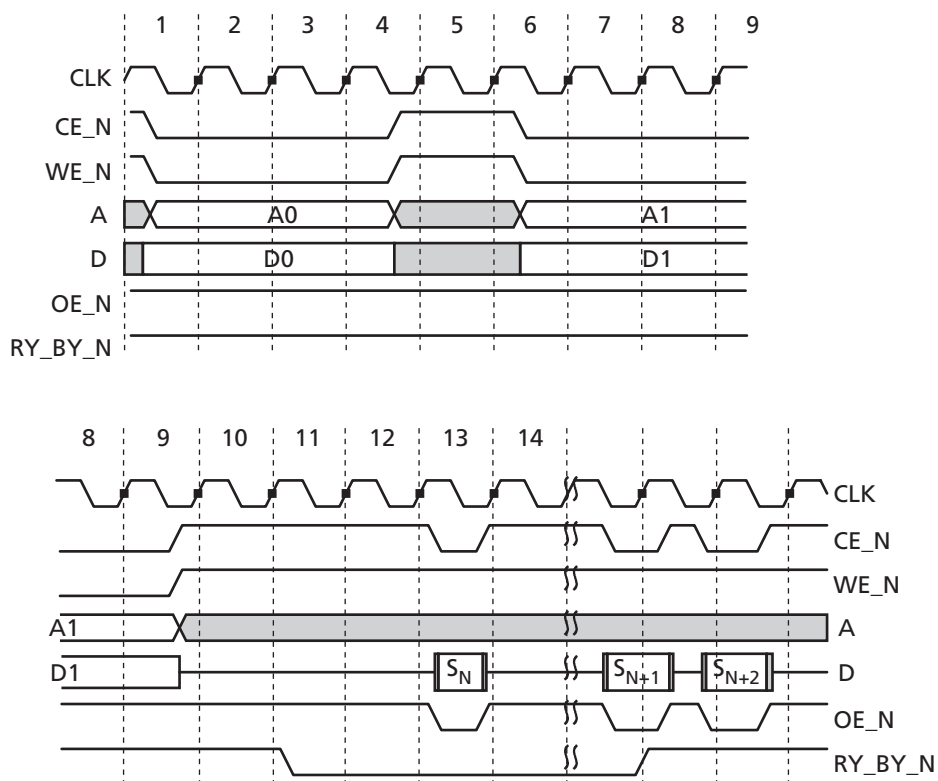 1 2 3 4 5 6 7 8 9
CLK
CE_N
WE_N
A A0 A1
D D0 D1
OE_N
RY_BY_N
8 9 10 11 12 13 14
CLK
CE_N
WE_N
A1 A
D1 S_N S_N+1 S_N+2 D
OE_N
RY_BY_N